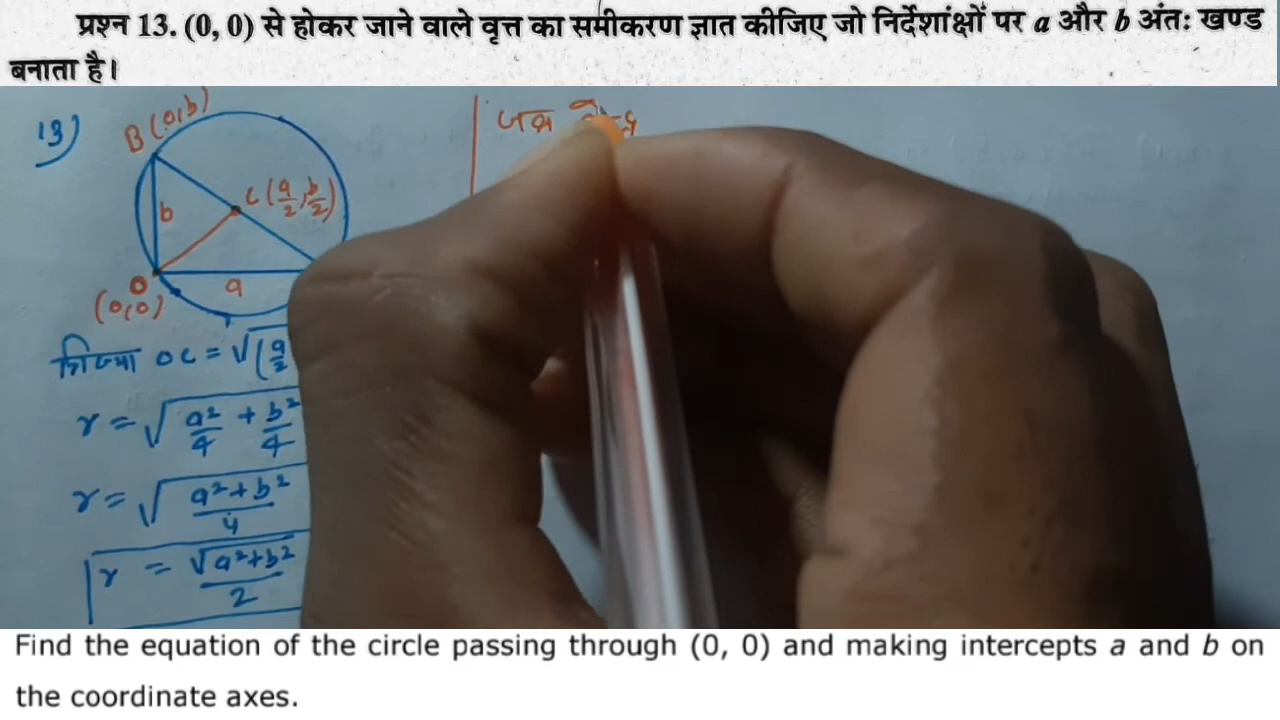 प्रश्न 13. (0, 0) से होकर जाने वाले वृत्त का समीकरण ज्ञात कीजिए जो निर्देशांक्षों पर a और b अंतः खण्ड
बनाता है।
13)
B (0,b)
C (a/2, b/2)
b
O
a
(0,0)
जब
त्रिज्या OC = √(a/2
r = √a²/4 + b²/4
r = √a²+b²/4
r = √a²+b²/2
Find the equation of the circle passing through (0, 0) and making intercepts a and b on
the coordinate axes.